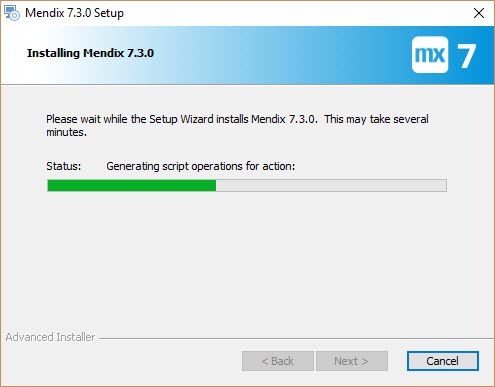 Mendix 7.3.0 Setup
Installing Mendix 7.3.0
mx 7
Please wait while the Setup Wizard installs Mendix 7.3.0.  This may take several
minutes.
Status: Generating script operations for action:
Advanced Installer
< Back Next > Cancel